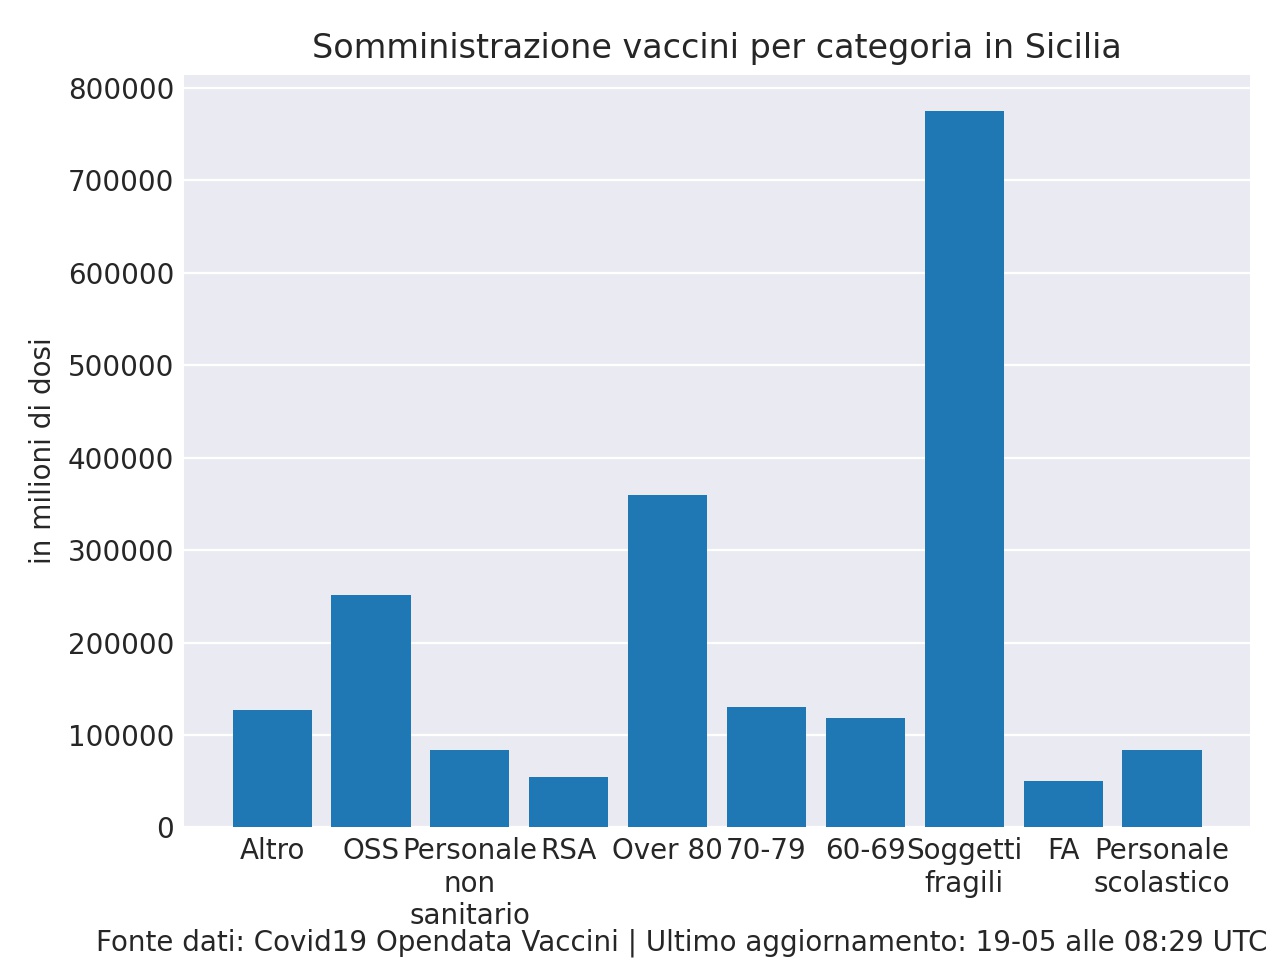 Somministrazione vaccini per categoria in Sicilia
800000
700000
600000
500000
400000
300000
200000
100000
0
in milioni di dosi
Altro OSS Personale RSA Over 80 70-79 60-69 Soggetti FA Personale
non fragili scolastico
sanitario
Fonte dati: Covid19 Opendata Vaccini | Ultimo aggiornamento: 19-05 alle 08:29 UTC